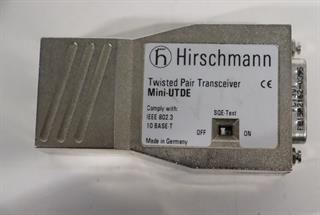 Hirschmann
Twisted Pair Transceiver
Mini-UTDE
CE
Comply with:
IEEE 802.3
10 BASE-T
SQE-Test
OFF ON
Made in Germany